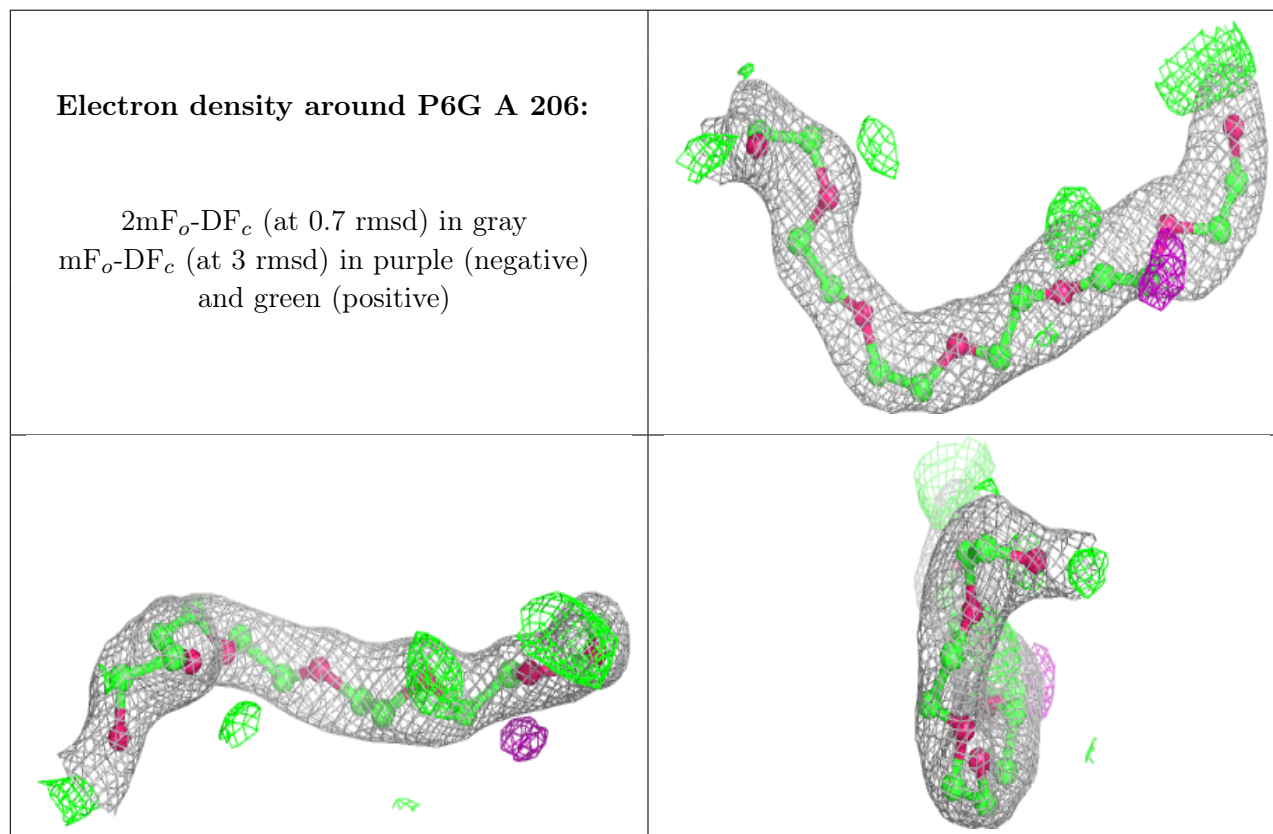 Electron density around P6G A 206:
2mFo-DFc (at 0.7 rmsd) in gray
mFo-DFc (at 3 rmsd) in purple (negative)
and green (positive)